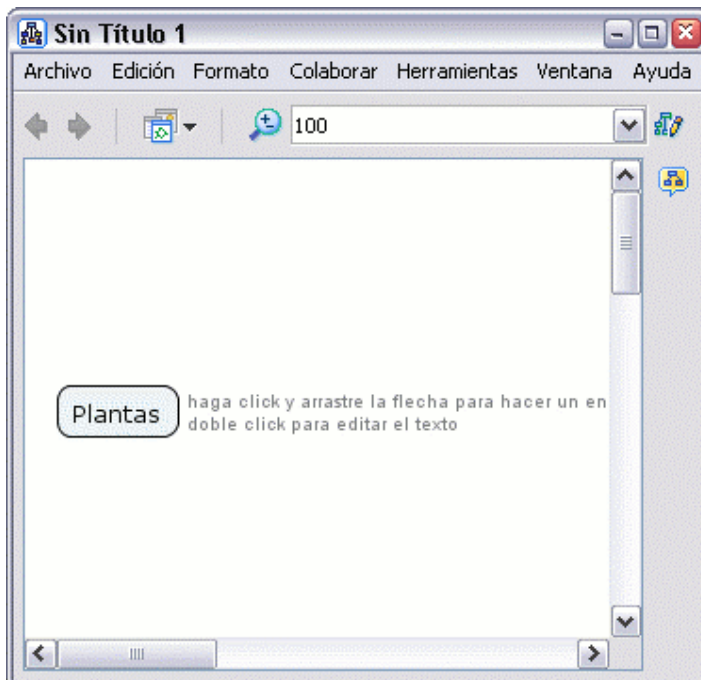 Sin Título 1
Archivo Edición Formato Colaborar Herramientas Ventana Ayuda
100
Plantas
haga click y arrastre la flecha para hacer un en
doble click para editar el texto